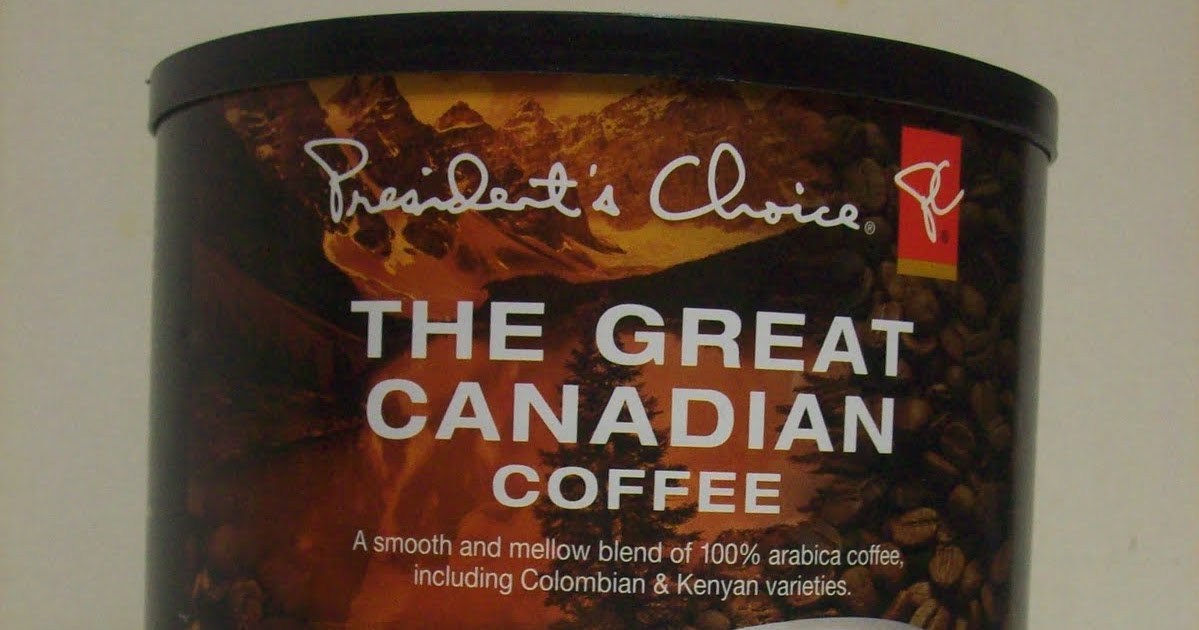 President's Choice®
PC®
THE GREAT
CANADIAN
COFFEE
A smooth and mellow blend of 100% arabica coffee,
including Colombian & Kenyan varieties.